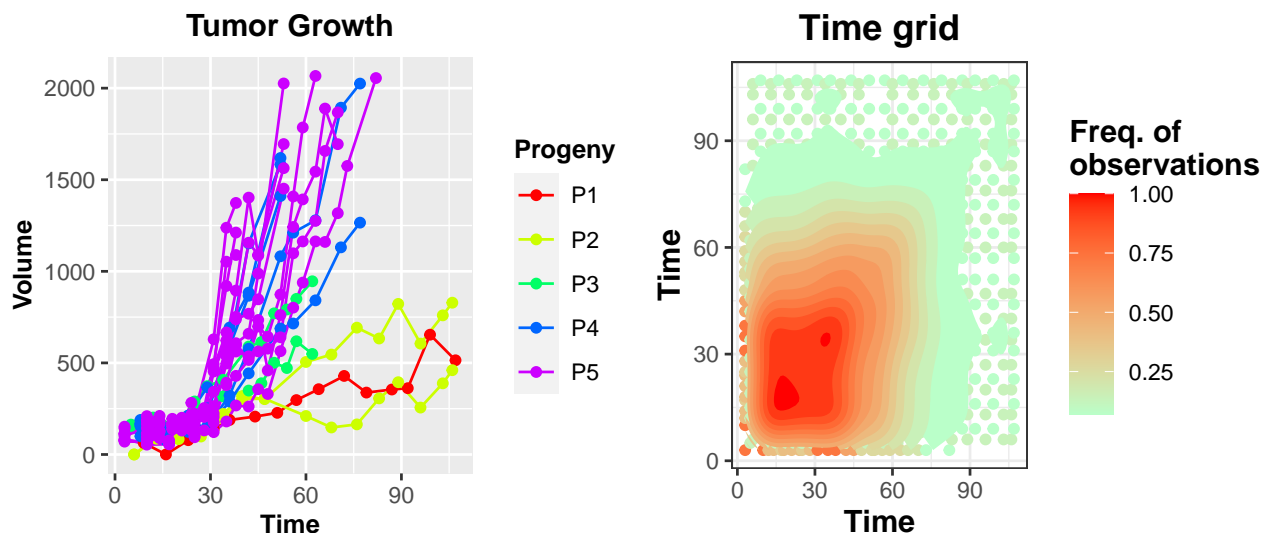 Tumor Growth
2000
1500
1000
500
0
0 30 60 90
Time
Volume
Progeny
P1
P2
P3
P4
P5
Time grid
90
60
30
0
0 30 60 90
Time
Time
Freq. of
observations
1.00
0.75
0.50
0.25